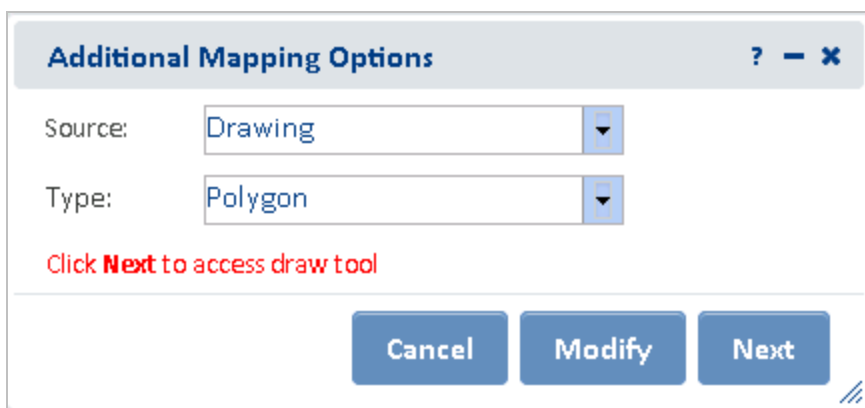 Additional Mapping Options ? – ×
Source: Drawing
Type: Polygon
Click Next to access draw tool
Cancel Modify Next